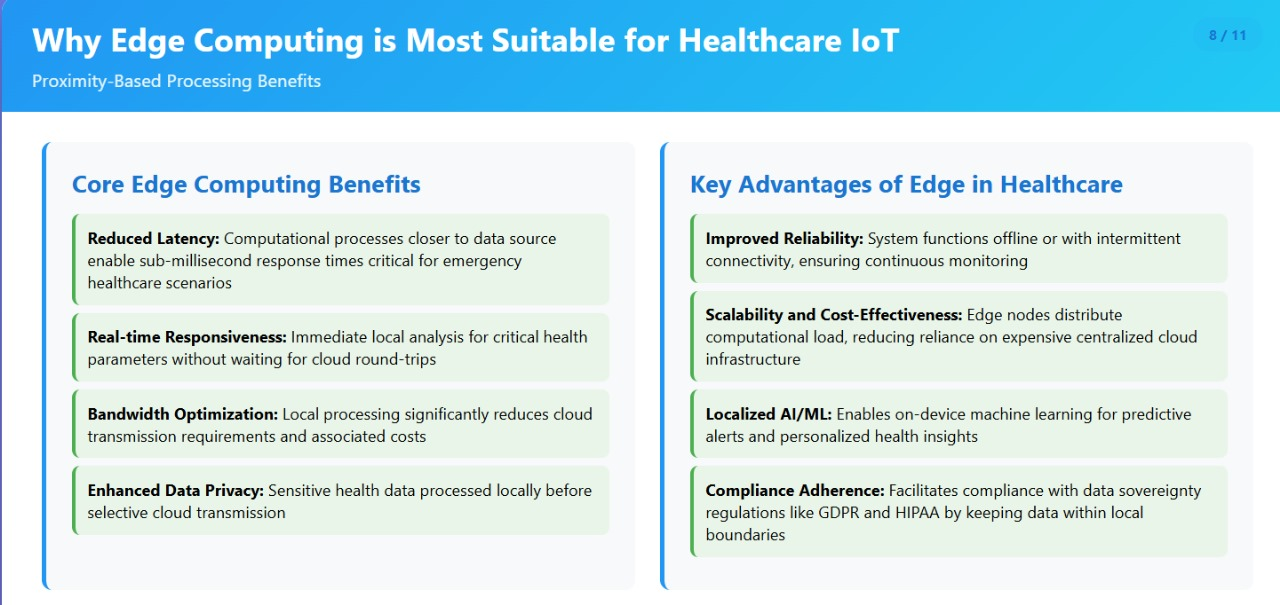 Why Edge Computing is Most Suitable for Healthcare IoT
8 / 11
Proximity-Based Processing Benefits
Core Edge Computing Benefits
Reduced Latency: Computational processes closer to data source
enable sub-millisecond response times critical for emergency
healthcare scenarios
Real-time Responsiveness: Immediate local analysis for critical health
parameters without waiting for cloud round-trips
Bandwidth Optimization: Local processing significantly reduces cloud
transmission requirements and associated costs
Enhanced Data Privacy: Sensitive health data processed locally before
selective cloud transmission
Key Advantages of Edge in Healthcare
Improved Reliability: System functions offline or with intermittent
connectivity, ensuring continuous monitoring
Scalability and Cost-Effectiveness: Edge nodes distribute
computational load, reducing reliance on expensive centralized cloud
infrastructure
Localized AI/ML: Enables on-device machine learning for predictive
alerts and personalized health insights
Compliance Adherence: Facilitates compliance with data sovereignty
regulations like GDPR and HIPAA by keeping data within local
boundaries